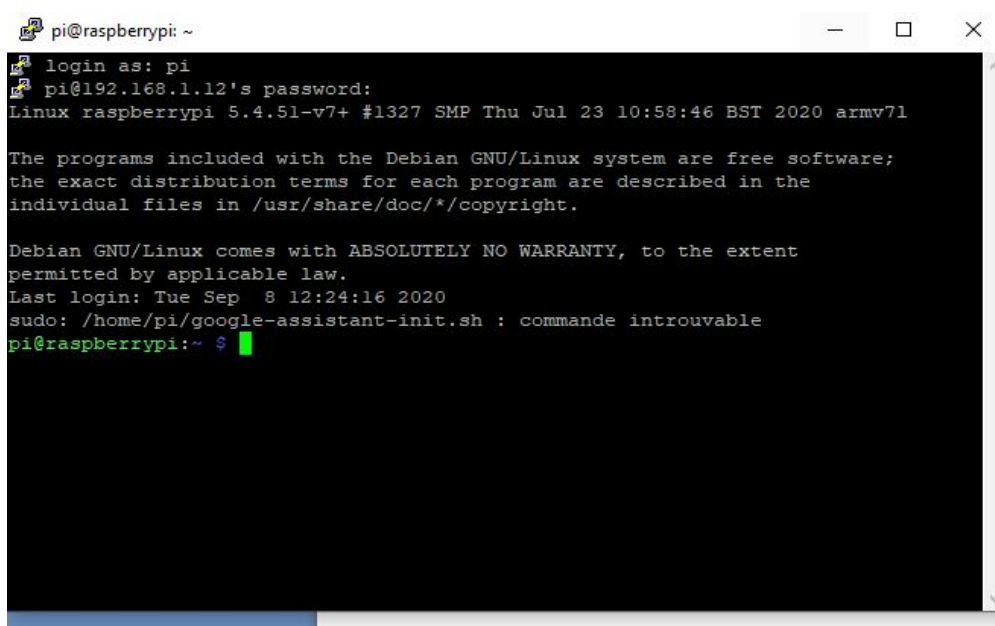 pi@raspberrypi: ~
login as: pi
pi@192.168.1.12's password:
Linux raspberrypi 5.4.51-v7+ #1327 SMP Thu Jul 23 10:58:46 BST 2020 armv7l
The programs included with the Debian GNU/Linux system are free software;
the exact distribution terms for each program are described in the
individual files in /usr/share/doc/*/copyright.
Debian GNU/Linux comes with ABSOLUTELY NO WARRANTY, to the extent
permitted by applicable law.
Last login: Tue Sep  8 12:24:16 2020
sudo: /home/pi/google-assistant-init.sh : commande introuvable
pi@raspberrypi:~ $